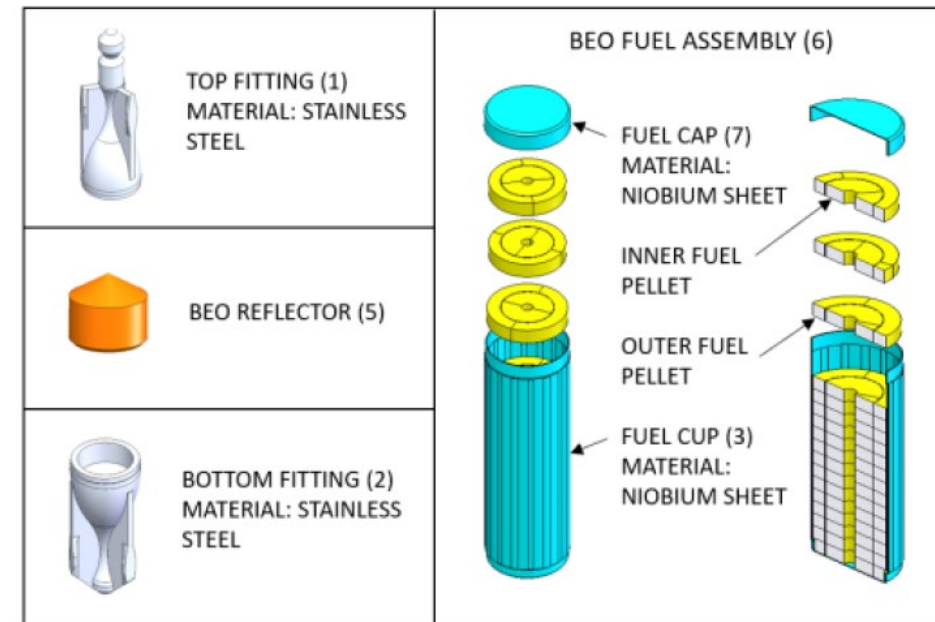 TOP FITTING (1)
MATERIAL: STAINLESS
STEEL
BEO REFLECTOR (5)
BOTTOM FITTING (2)
MATERIAL: STAINLESS
STEEL
BEO FUEL ASSEMBLY (6)
FUEL CAP (7)
MATERIAL:
NIOBIUM SHEET
INNER FUEL
PELLET
OUTER FUEL
PELLET
FUEL CUP (3)
MATERIAL:
NIOBIUM SHEET